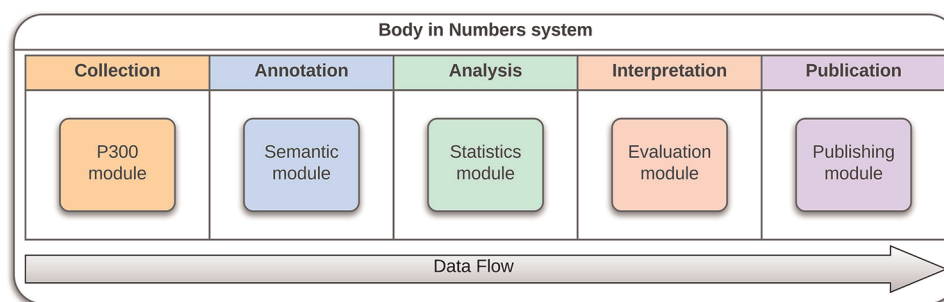 Body in Numbers system
Collection
Annotation
Analysis
Interpretation
Publication
P300
module
Semantic
module
Statistics
module
Evaluation
module
Publishing
module
Data Flow